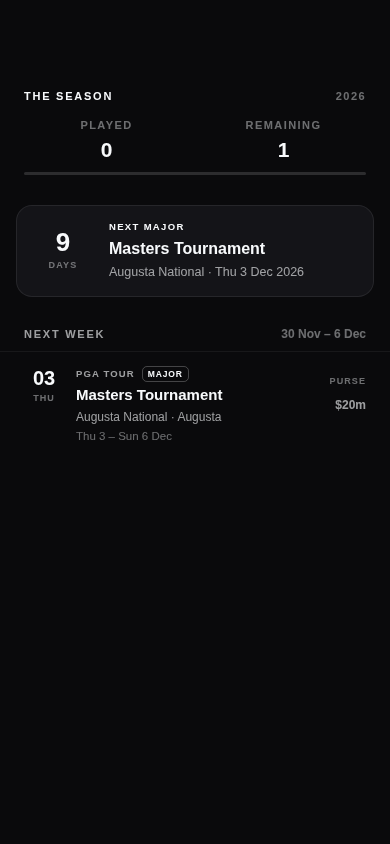 THE SEASON 2026
PLAYED REMAINING
0 1
NEXT MAJOR
9 Masters Tournament
DAYS Augusta National · Thu 3 Dec 2026
NEXT WEEK 30 Nov – 6 Dec
03 PGA TOUR MAJOR PURSE
THU Masters Tournament $20m
Augusta National · Augusta
Thu 3 – Sun 6 Dec